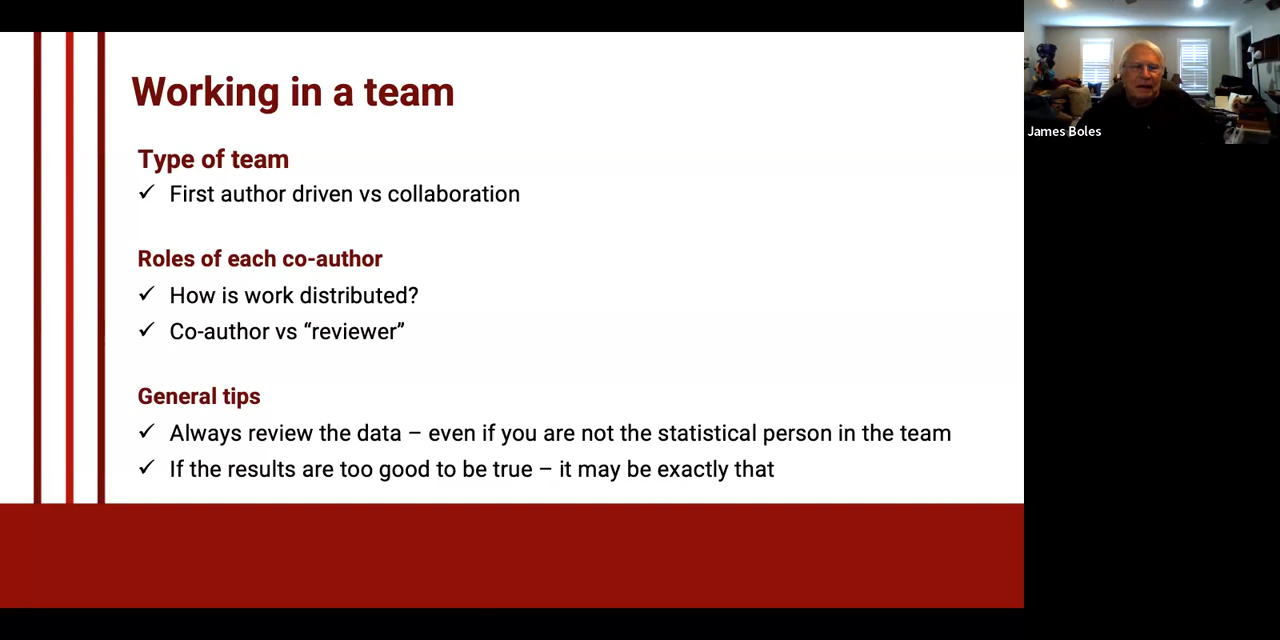 Working in a team
Type of team
✓ First author driven vs collaboration
Roles of each co-author
✓ How is work distributed?
✓ Co-author vs “reviewer”
General tips
✓ Always review the data – even if you are not the statistical person in the team
✓ If the results are too good to be true – it may be exactly that
James Boles